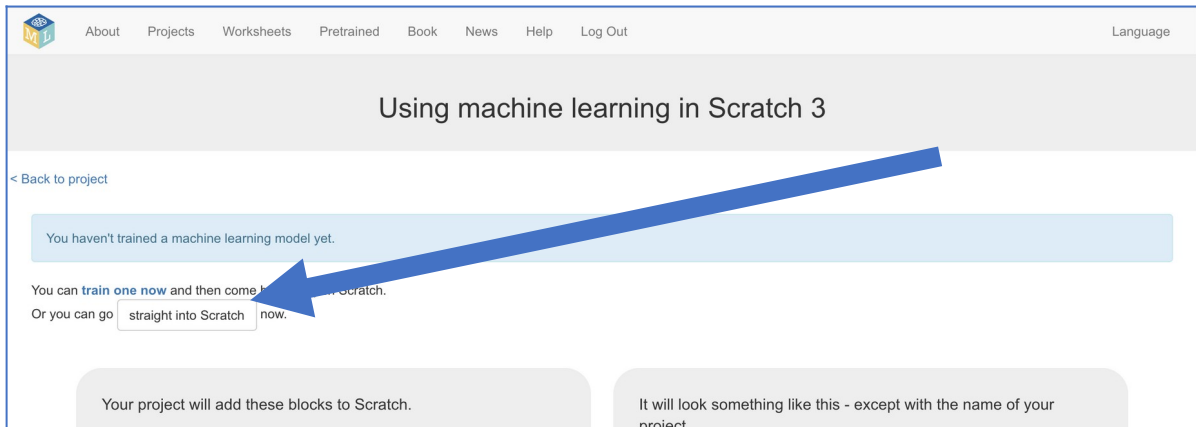 ML
About Projects Worksheets Pretrained Book News Help Log Out Language
Using machine learning in Scratch 3
< Back to project
You haven't trained a machine learning model yet.
You can train one now and then come Scratch.
Or you can go straight into Scratch now.
Your project will add these blocks to Scratch.
It will look something like this - except with the name of your
project